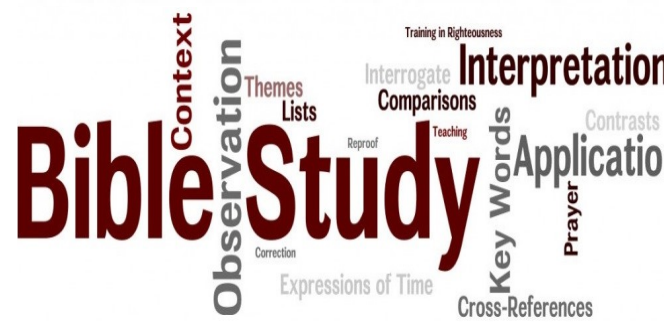 Training in Righteousness
Context
Observation
Interrogate
Interpretation
Themes
Comparisons
Lists
Contrasts
Teaching
Key Words
Bible Study
Reproof
Applicatio
Prayer
Correction
Expressions of Time
Cross-References